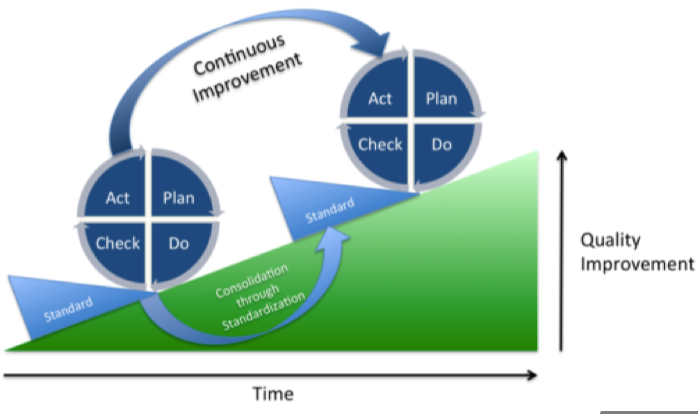 Continuous
Improvement
Act Plan
Check Do
Act Plan
Check Do
Standard
Standard
Consolidation
through
Standardization
Quality
Improvement
Time